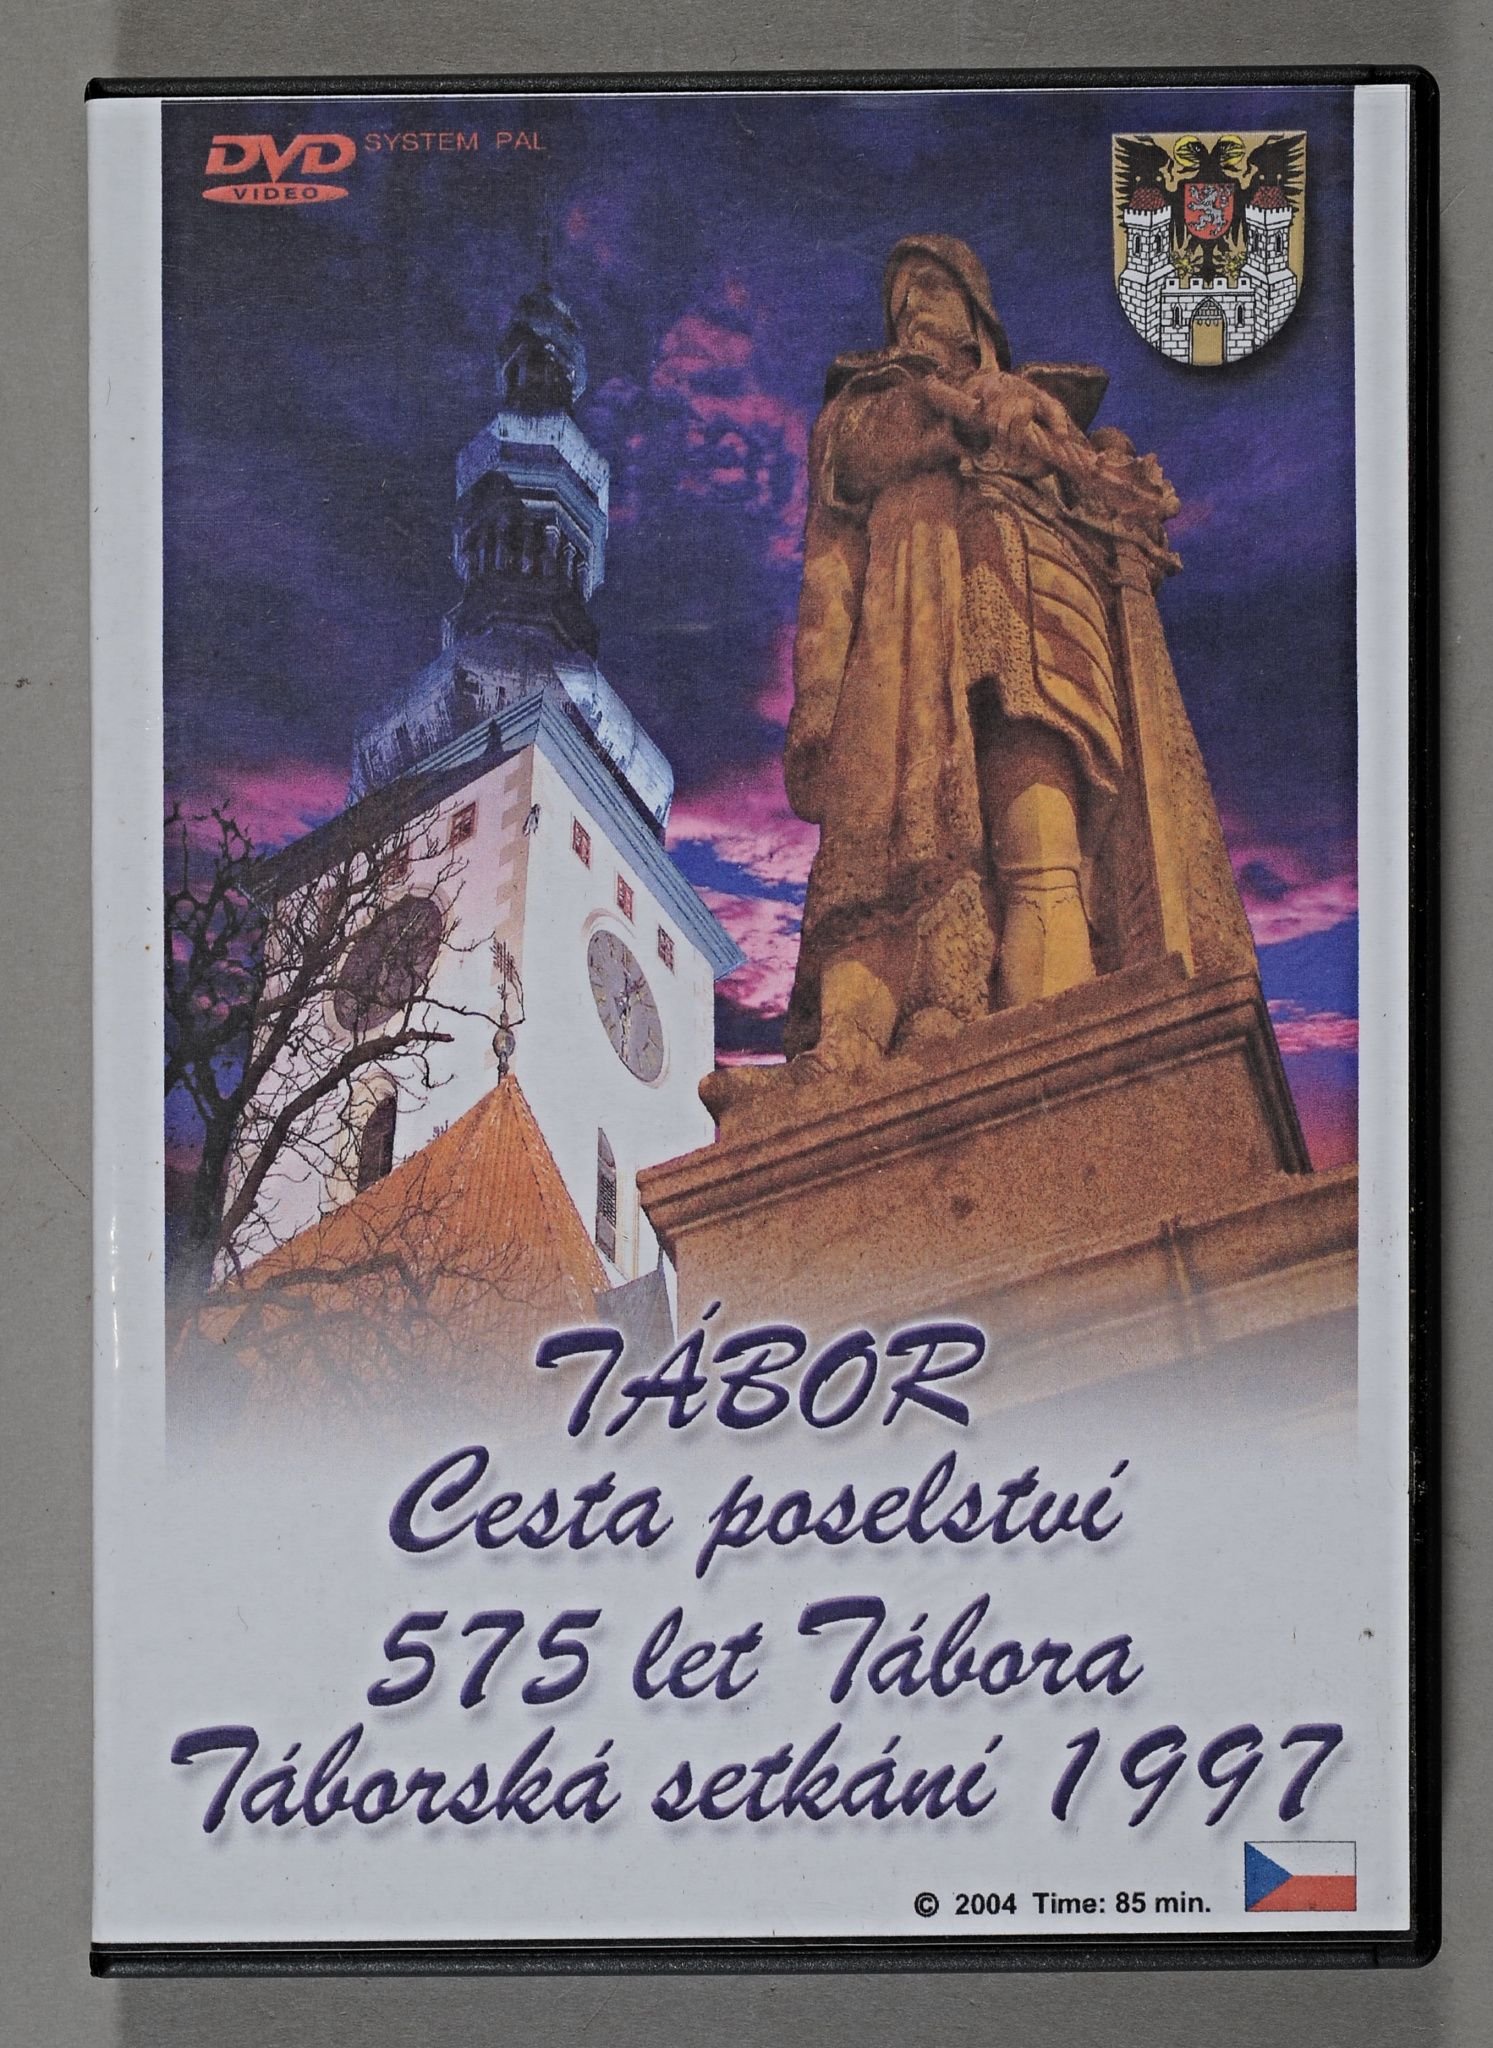 DVD SYSTEM PAL
VIDEO
TÁBOR
Cesta poselství
575 let Tábora
Táborská setkání 1997
© 2004 Time: 85 min.